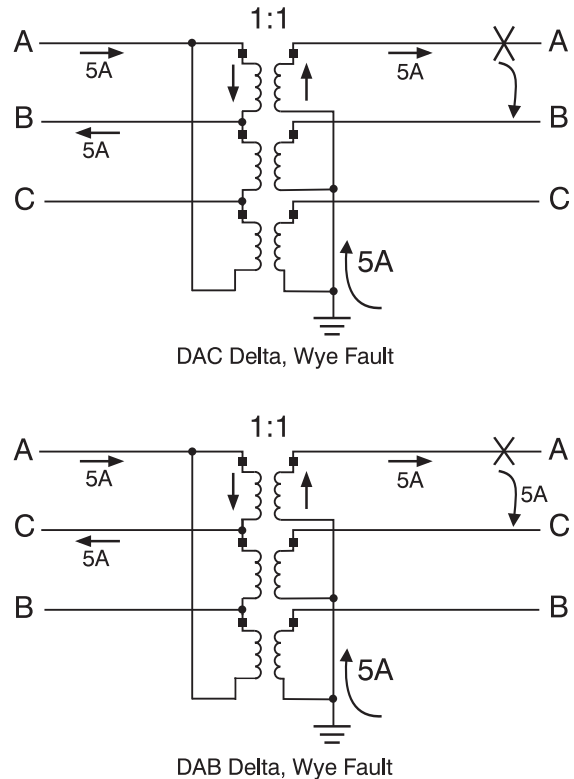 1:1
A
5A
5A
A
B
5A
B
C
C
5A
DAC Delta, Wye Fault
1:1
A
5A
5A
A
5A
C
5A
C
B
B
5A
DAB Delta, Wye Fault